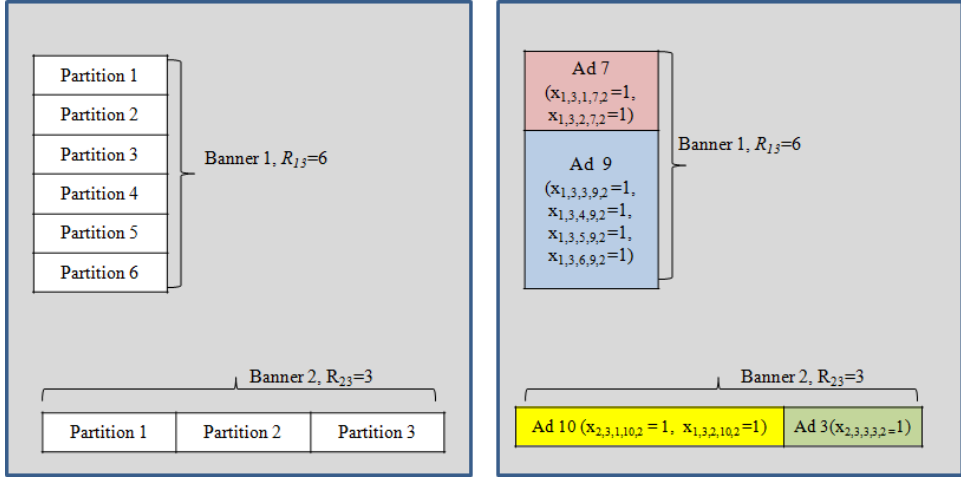 Partition 1
Partition 2
Partition 3
Partition 4
Partition 5
Partition 6
Banner 1, R₁₃=6
Banner 2, R₂₃=3
Partition 1 Partition 2 Partition 3
Ad 7
(x₁,₃,₁,₇,₂=1,
x₁,₃,₂,₇,₂=1)
Ad 9
(x₁,₃,₃,₉,₂=1,
x₁,₃,₄,₉,₂=1,
x₁,₃,₅,₉,₂=1,
x₁,₃,₆,₉,₂=1)
Banner 1, R₁₃=6
Banner 2, R₂₃=3
Ad 10 (x₂,₃,₁,₁₀,₂ = 1, x₁,₃,₂,₁₀,₂=1) Ad 3(x₂,₃,₃,₃,₂₌1)